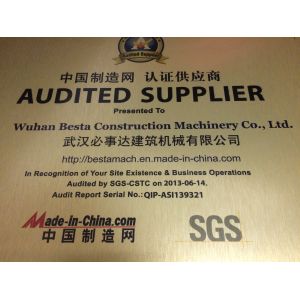 Audited Supplier
中国制造网 认证供应商
AUDITED SUPPLIER
Presented To
Wuhan Besta Construction Machinery Co., Ltd.
武汉必事达建筑机械有限公司
http://bestamach.en.made-in-china.com/
In Recognition of Your Site Existence & Business Operations
Audited by SGS-CSTC on 2013-06-14.
Audit Report Serial No.: QIP-ASI139321
Made-in-China.com
中国制造网
SGS